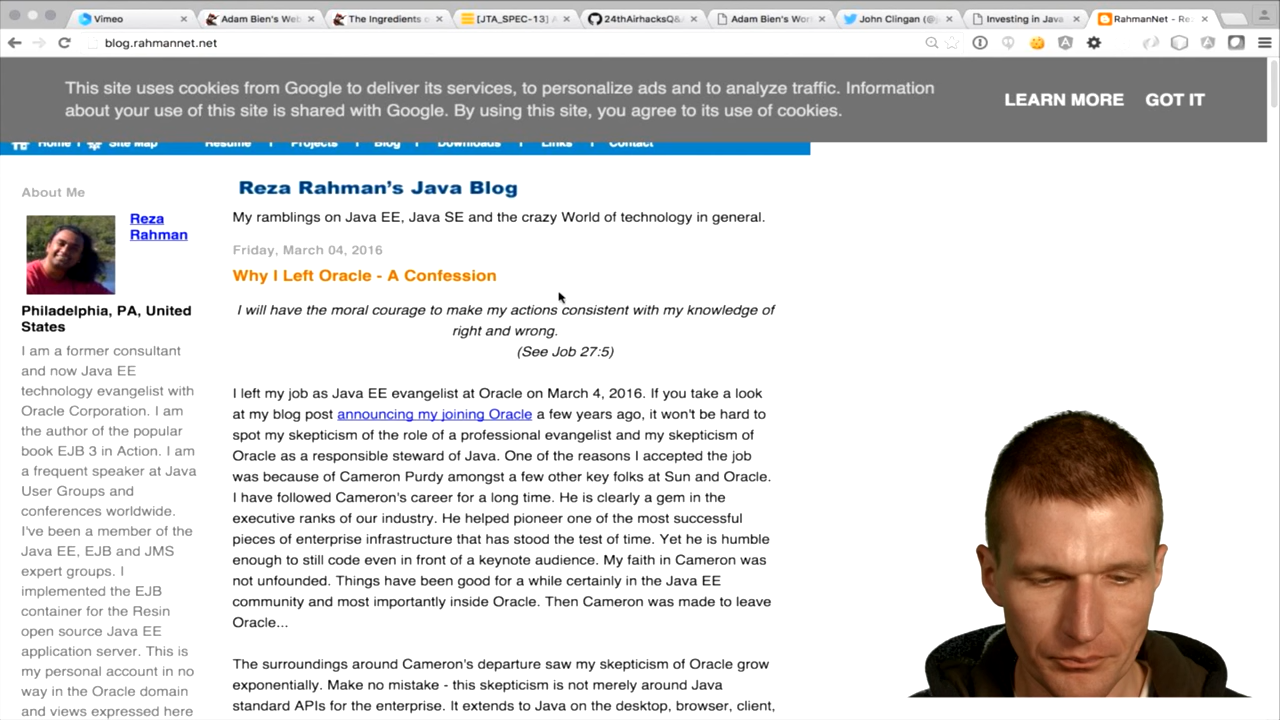 Vimeo
Adam Bien's Web
The Ingredients o
[JTA_SPEC-13] A
24thAirhacksQ&
Adam Bien's Wor
John Clingan (@
Investing in Java
RahmanNet - Re
blog.rahmannet.net
This site uses cookies from Google to deliver its services, to personalize ads and to analyze traffic. Information
about your use of this site is shared with Google. By using this site, you agree to its use of cookies.
LEARN MORE GOT IT
Home | Site Map Resume | Projects | Blog | Downloads | Links | Contact
About Me
Reza
Rahman
Philadelphia, PA, United
States
I am a former consultant
and now Java EE
technology evangelist with
Oracle Corporation. I am
the author of the popular
book EJB 3 in Action. I am
a frequent speaker at Java
User Groups and
conferences worldwide.
I've been a member of the
Java EE, EJB and JMS
expert groups. I
implemented the EJB
container for the Resin
open source Java EE
application server. This is
my personal account in no
way in the Oracle domain
and views expressed here
Reza Rahman's Java Blog
My ramblings on Java EE, Java SE and the crazy World of technology in general.
Friday, March 04, 2016
Why I Left Oracle - A Confession
I will have the moral courage to make my actions consistent with my knowledge of
right and wrong.
(See Job 27:5)
I left my job as Java EE evangelist at Oracle on March 4, 2016. If you take a look
at my blog post announcing my joining Oracle a few years ago, it won't be hard to
spot my skepticism of the role of a professional evangelist and my skepticism of
Oracle as a responsible steward of Java. One of the reasons I accepted the job
was because of Cameron Purdy amongst a few other key folks at Sun and Oracle.
I have followed Cameron's career for a long time. He is clearly a gem in the
executive ranks of our industry. He helped pioneer one of the most successful
pieces of enterprise infrastructure that has stood the test of time. Yet he is humble
enough to still code even in front of a keynote audience. My faith in Cameron was
not unfounded. Things have been good for a while certainly in the Java EE
community and most importantly inside Oracle. Then Cameron was made to leave
Oracle...
The surroundings around Cameron's departure saw my skepticism of Oracle grow
exponentially. Make no mistake - this skepticism is not merely around Java
standard APIs for the enterprise. It extends to Java on the desktop, browser, client,